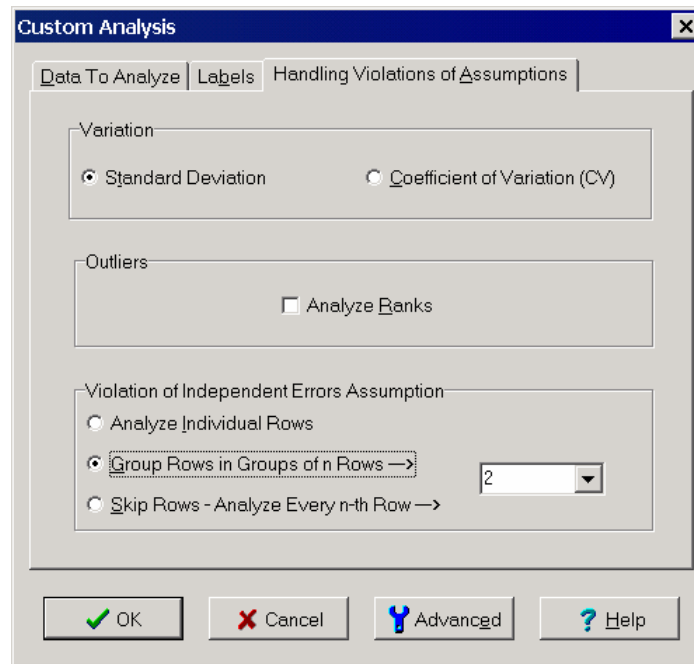 Custom Analysis
Data To Analyze Labels Handling Violations of Assumptions
Variation
Standard Deviation Coefficient of Variation (CV)
Outliers
Analyze Ranks
Violation of Independent Errors Assumption
Analyze Individual Rows
Group Rows in Groups of n Rows —>
2
Skip Rows - Analyze Every n-th Row —>
OK Cancel Advanced Help